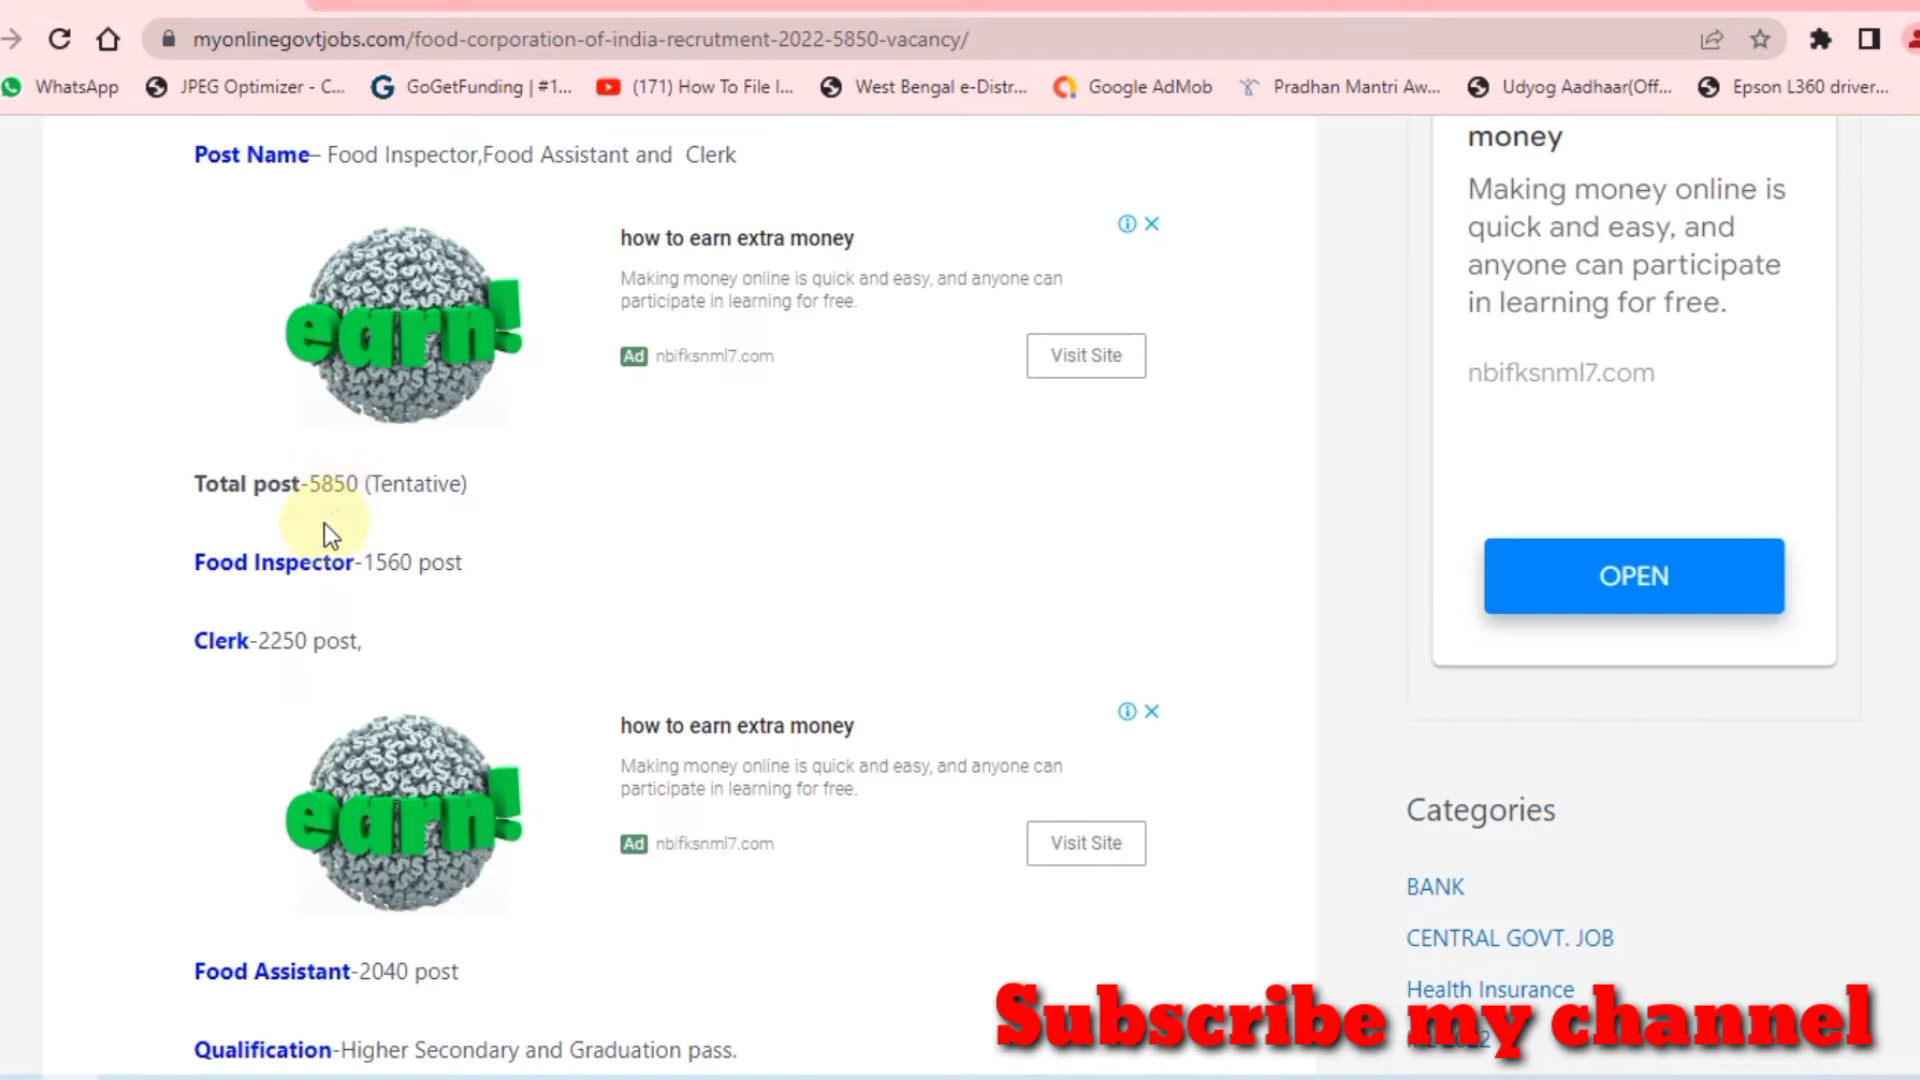 myonlinegovtjobs.com/food-corporation-of-india-recrutment-2022-5850-vacancy/
WhatsApp JPEG Optimizer - C... GoGetFunding | #1... (171) How To File I... West Bengal e-Distr... Google AdMob Pradhan Mantri Aw... Udyog Aadhaar(Off... Epson L360 driver...
Post Name– Food Inspector,Food Assistant and Clerk
earn!
how to earn extra money
Making money online is quick and easy, and anyone can
participate in learning for free.
Ad nbifksnml7.com
Visit Site
Total post-5850 (Tentative)
Food Inspector-1560 post
Clerk-2250 post,
earn!
how to earn extra money
Making money online is quick and easy, and anyone can
participate in learning for free.
Ad nbifksnml7.com
Visit Site
Food Assistant-2040 post
Qualification-Higher Secondary and Graduation pass.
money
Making money online is
quick and easy, and
anyone can participate
in learning for free.
nbifksnml7.com
OPEN
Categories
BANK
CENTRAL GOVT. JOB
Health Insurance
Subscribe my channel